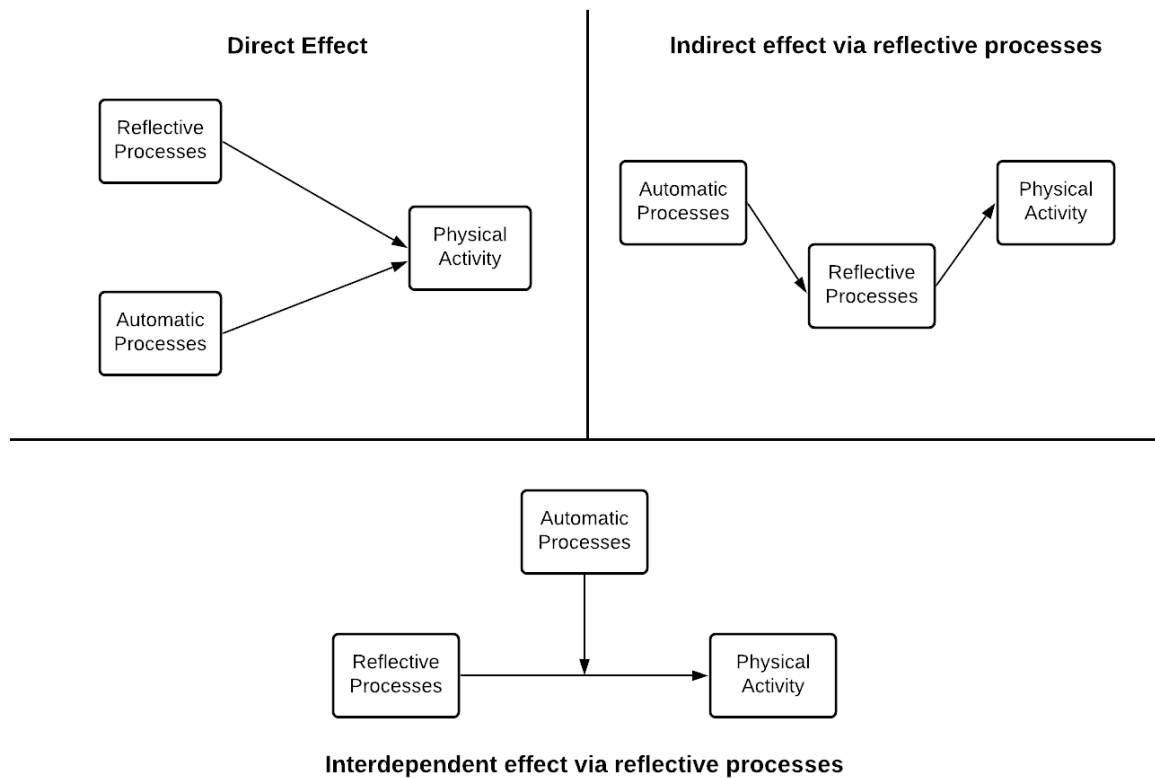 Direct Effect
Reflective
Processes
Physical
Activity
Automatic
Processes
Indirect effect via reflective processes
Automatic
Processes
Reflective
Processes
Physical
Activity
Automatic
Processes
Reflective
Processes
Physical
Activity
Interdependent effect via reflective processes